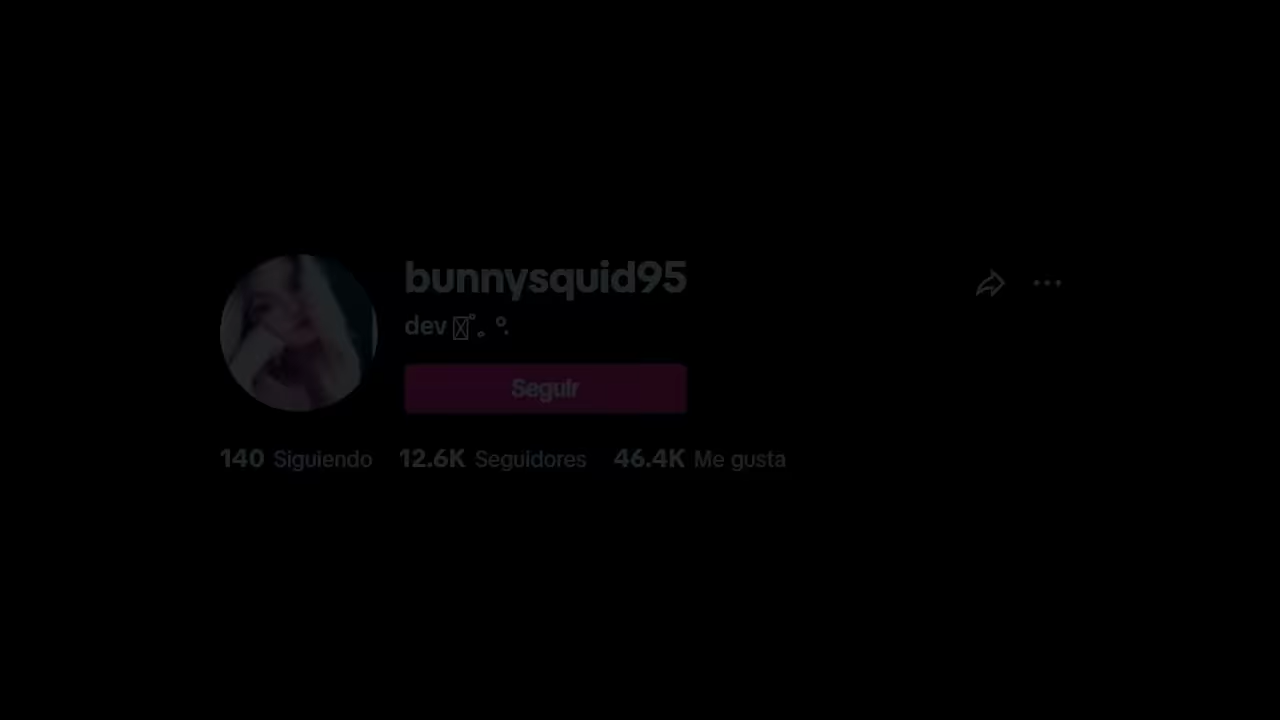 bunnysquid95
dev ﾟ｡ °.
Seguir
140 Siguiendo 12.6K Seguidores 46.4K Me gusta